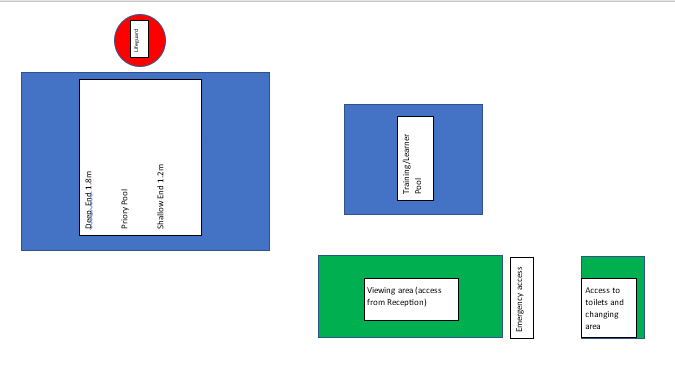 Lifeguard
Deep End 1.8m
Priory Pool
Shallow End 1.2m
Training/Learner
Pool
Viewing area (access
from Reception)
Emergency access
Access to
toilets and
changing
area